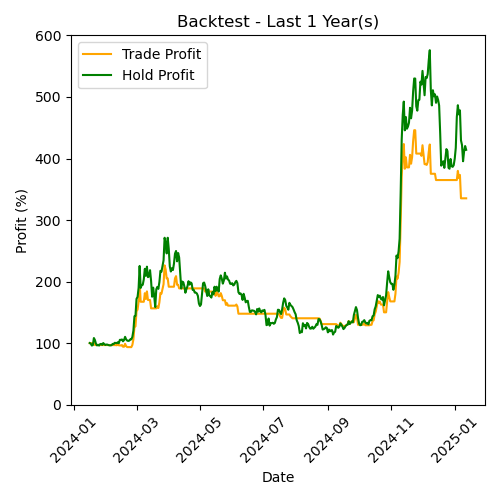 Backtest - Last 1 Year(s)
Trade Profit
Hold Profit
Profit (%)
600
500
400
300
200
100
0
2024-01
2024-03
2024-05
2024-07
2024-09
2024-11
2025-01
Date